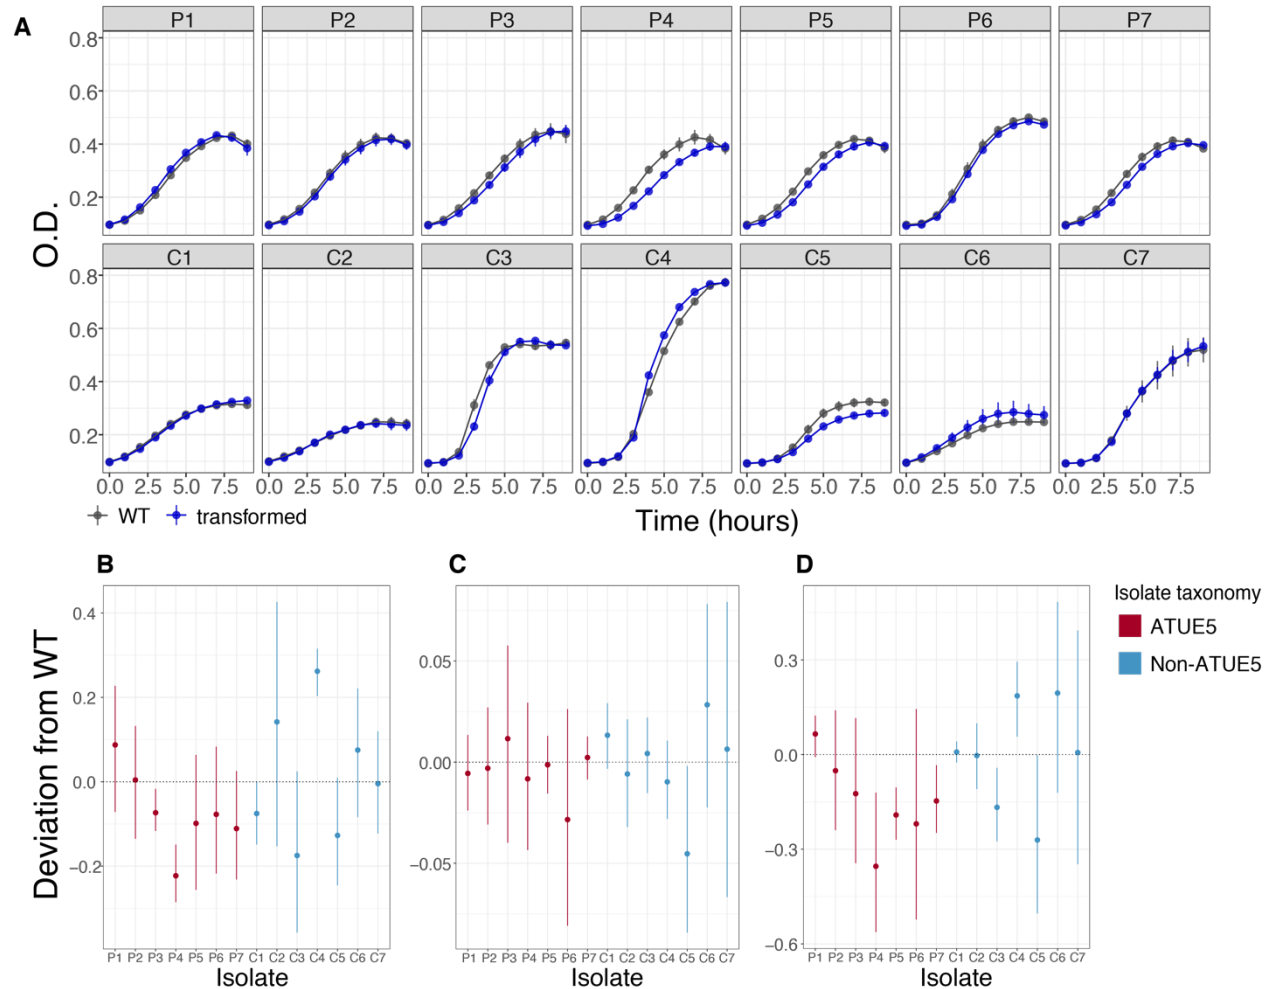 A
P1 P2 P3 P4 P5 P6 P7
0.8
0.6
0.4
0.2
O.D.
C1 C2 C3 C4 C5 C6 C7
0.8
0.6
0.4
0.2
0.0 2.5 5.0 7.5 0.0 2.5 5.0 7.5 0.0 2.5 5.0 7.5 0.0 2.5 5.0 7.5 0.0 2.5 5.0 7.5 0.0 2.5 5.0 7.5 0.0 2.5 5.0 7.5
WT transformed
Time (hours)
B
Deviation from WT
0.4
0.2
0.0
−0.2
P1 P2 P3 P4 P5 P6 P7 C1 C2 C3 C4 C5 C6 C7
Isolate
C
0.05
0.00
−0.05
P1 P2 P3 P4 P5 P6 P7 C1 C2 C3 C4 C5 C6 C7
Isolate
D
0.3
0.0
−0.3
−0.6
P1 P2 P3 P4 P5 P6 P7 C1 C2 C3 C4 C5 C6 C7
Isolate
Isolate taxonomy
ATUE5
Non-ATUE5